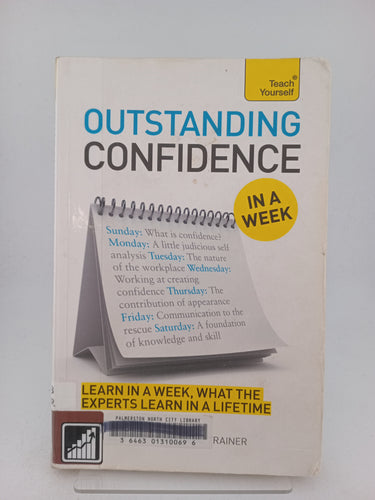 Teach®
Yourself
OUTSTANDING
CONFIDENCE
IN A
WEEK
Sunday: What is confidence?
Monday: A little judicious self
analysis Tuesday: The nature
of the workplace Wednesday:
Working at creating
confidence Thursday: The
contribution of appearance
Friday: Communication to the
rescue Saturday: A foundation
of knowledge and skill
LEARN IN A WEEK, WHAT THE
EXPERTS LEARN IN A LIFETIME
PALMERSTON NORTH CITY LIBRARY
3 6463 01310069 6
RAINER